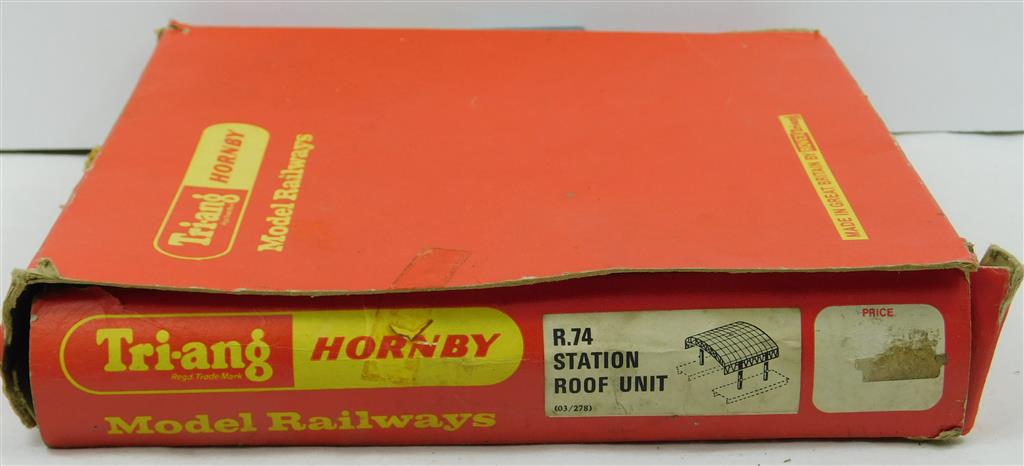 Tri-ang HORNBY
Model Railways
MADE IN GREAT BRITAIN BY
Tri-ang HORNBY
Regd. Trade Mark
Model Railways
R.74
STATION
ROOF UNIT
(03/278)
PRICE